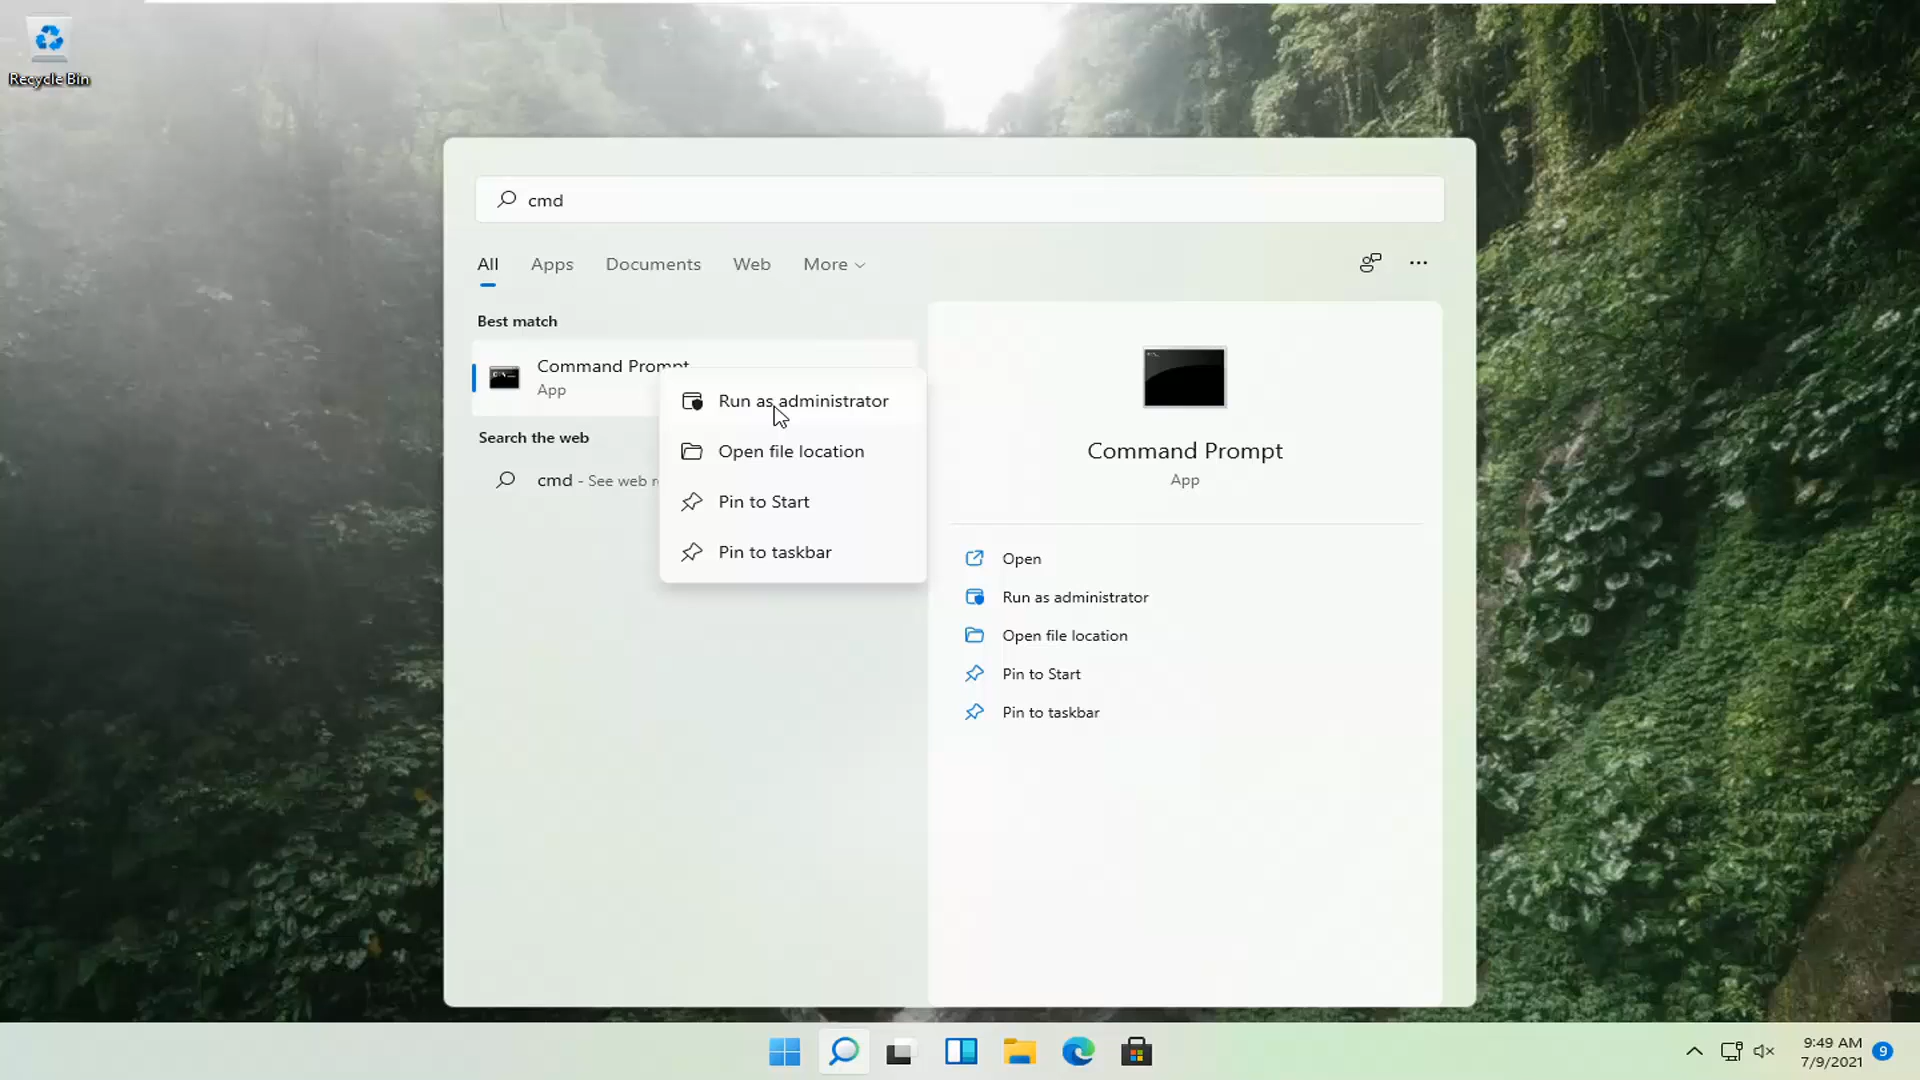 Recycle Bin
cmd
All Apps Documents Web More
Best match
Command Prompt
App
Run as administrator
Open file location
Pin to Start
Pin to taskbar
Search the web
cmd - See web
Command Prompt
App
Open
Run as administrator
Open file location
Pin to Start
Pin to taskbar
9:49 AM
7/9/2021
9